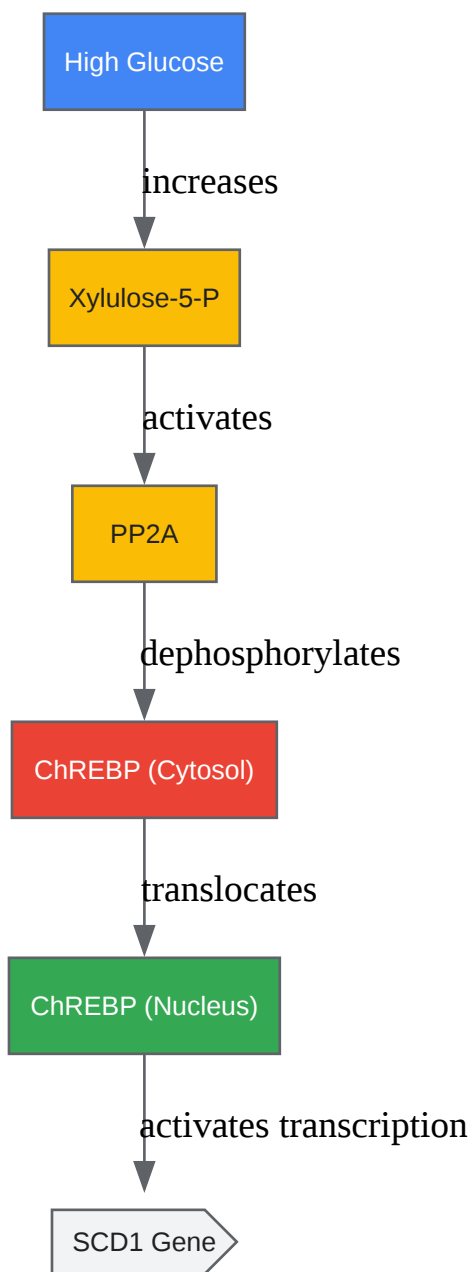 High Glucose
increases
Xylulose-5-P
activates
PP2A
dephosphorylates
ChREBP (Cytosol)
translocates
ChREBP (Nucleus)
activates transcription
SCD1 Gene